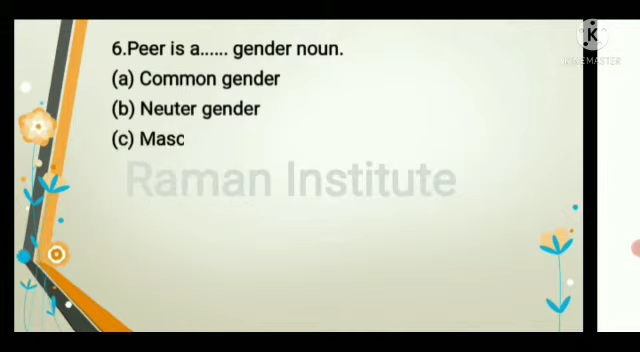 6.Peer is a...... gender noun.
(a) Common gender
(b) Neuter gender
(c) Masc
Raman Institute
K